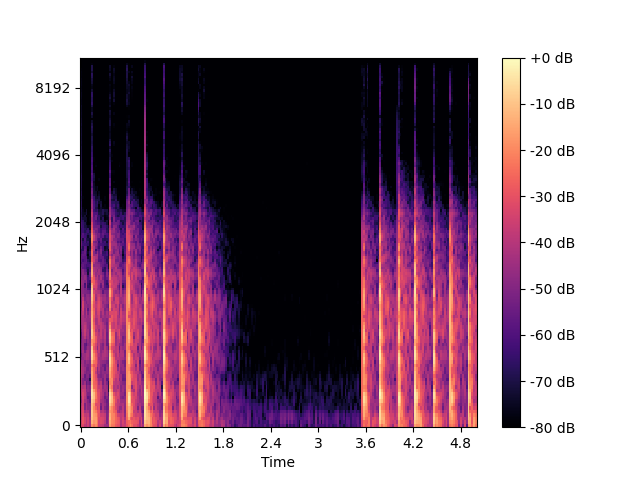 +0 dB
8192
-10 dB
4096
-20 dB
-30 dB
2048
Hz
-40 dB
1024
-50 dB
512
-60 dB
-70 dB
0
-80 dB
0 0.6 1.2 1.8 2.4 3 3.6 4.2 4.8
Time